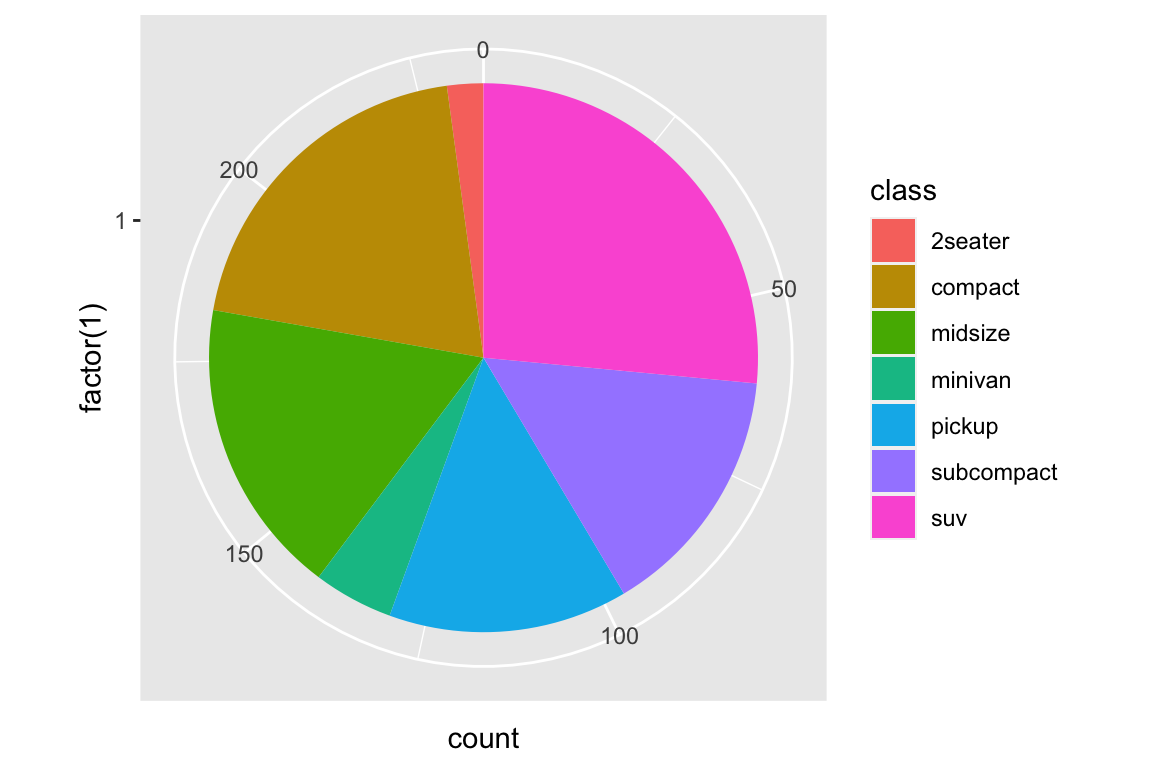 0
200
1
50
factor(1)
150
100
count
class
2seater
compact
midsize
minivan
pickup
subcompact
suv